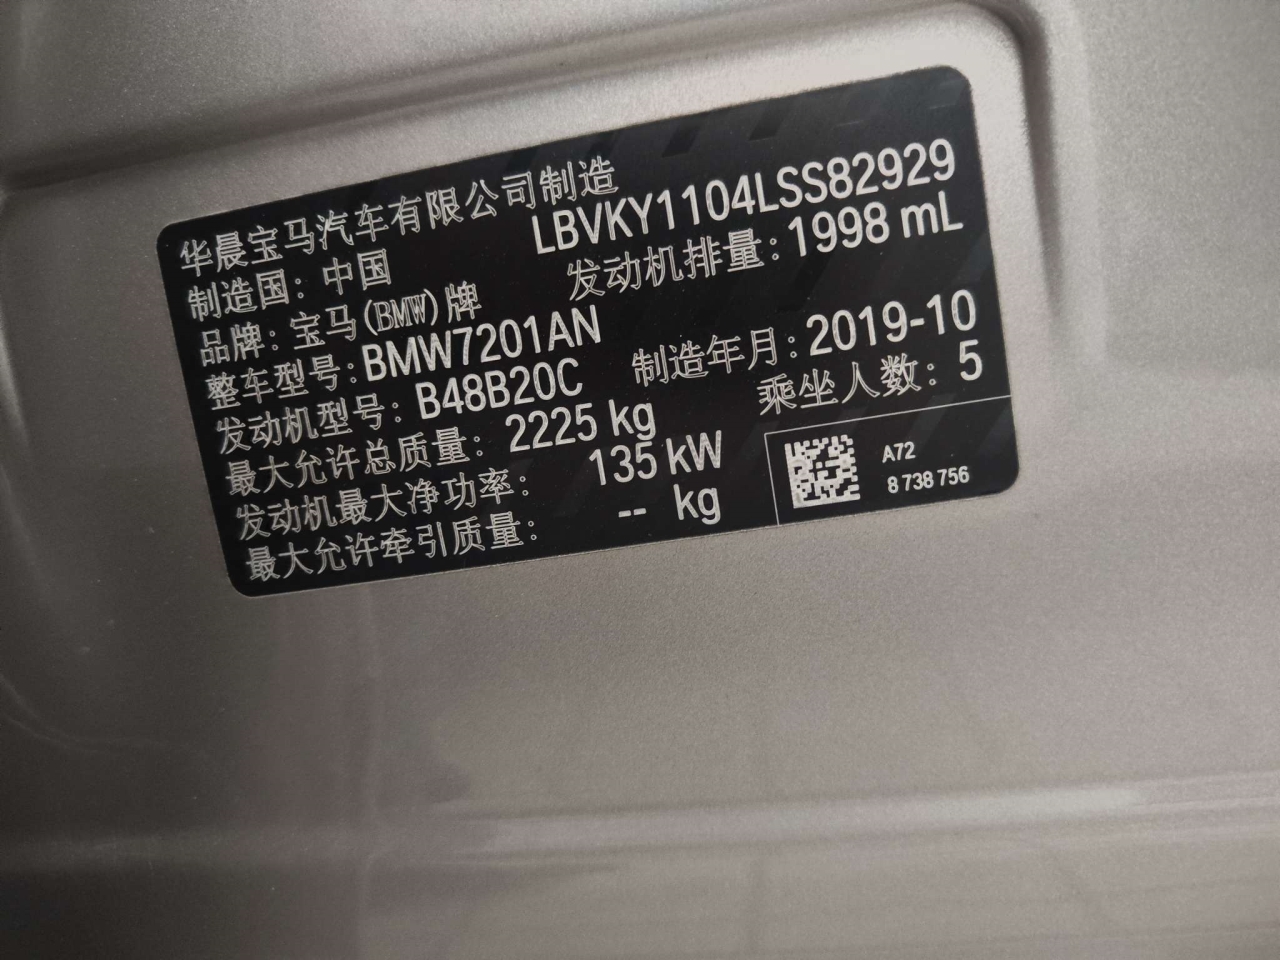 华晨宝马汽车有限公司制造
制造国：中国 LBVKY1104LSS82929
品牌：宝马(BMW)牌 发动机排量：1998 mL
整车型号：BMW7201AN
发动机型号：B48B20C 制造年月：2019-10
最大允许总质量：2225 kg 乘坐人数：5
发动机最大净功率：135 kW
最大允许牵引质量：-- kg
A72
8 738 756